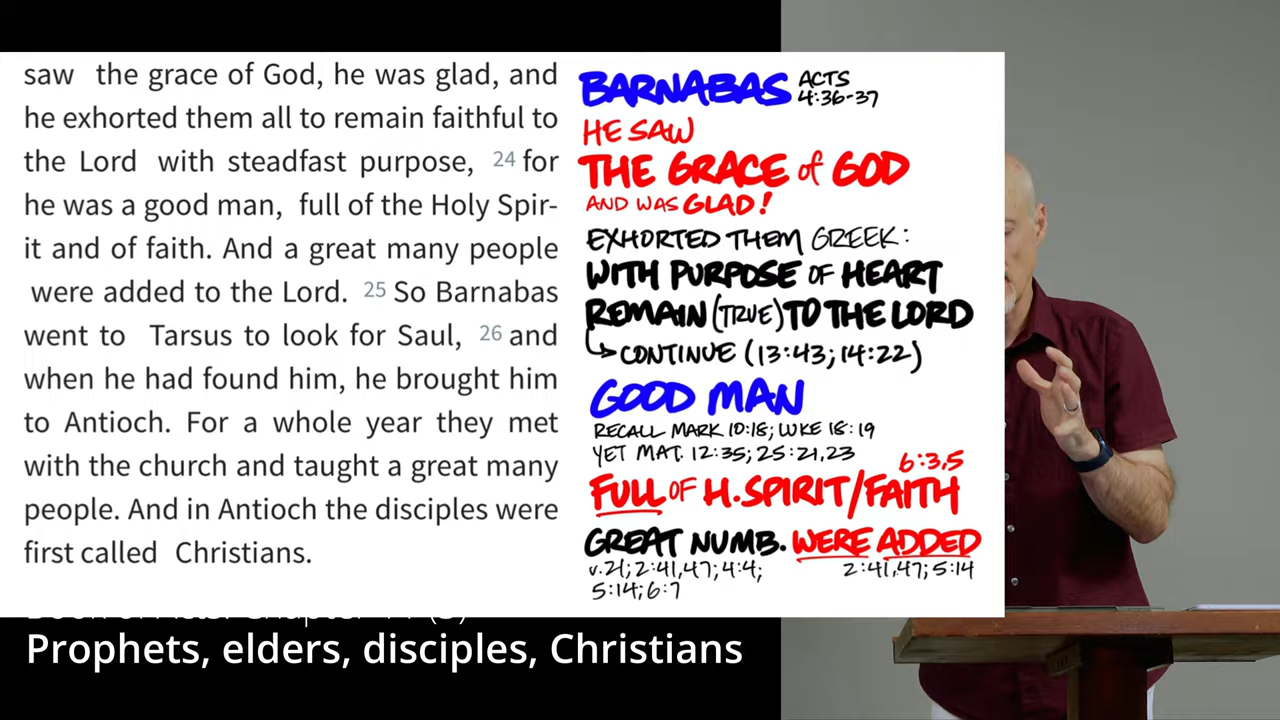 saw the grace of God, he was glad, and
he exhorted them all to remain faithful to
the Lord with steadfast purpose, 24 for
he was a good man, full of the Holy Spir-
it and of faith. And a great many people
were added to the Lord. 25 So Barnabas
went to Tarsus to look for Saul, 26 and
when he had found him, he brought him
to Antioch. For a whole year they met
with the church and taught a great many
people. And in Antioch the disciples were
first called Christians.
BARNABAS ACTS
4:36-37
HE SAW
THE GRACE of GOD
AND WAS GLAD!
EXHORTED THEM GREEK:
WITH PURPOSE OF HEART
REMAIN (TRUE) TO THE LORD
CONTINUE (13:43; 14:22)
GOOD MAN
RECALL MARK 10:18; LUKE 18:19
YET MAT. 12:35; 25:21,23
6:3,5
FULL OF H.SPIRIT/FAITH
GREAT NUMB. WERE ADDED
v.21; 2:41,47; 4:4; 2:41,47; 5:14
5:14; 6:7
Prophets, elders, disciples, Christians